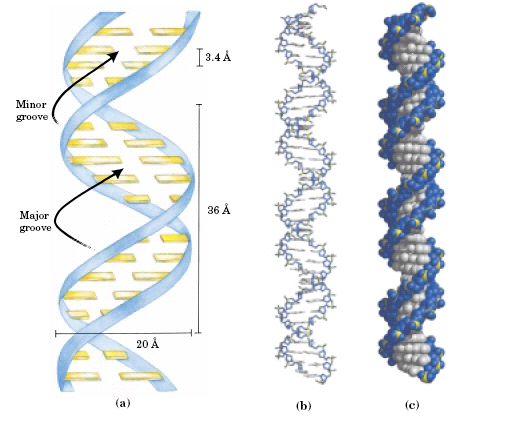 3.4 Å
Minor
groove
Major
groove
36 Å
20 Å
(a)
(b)
(c)